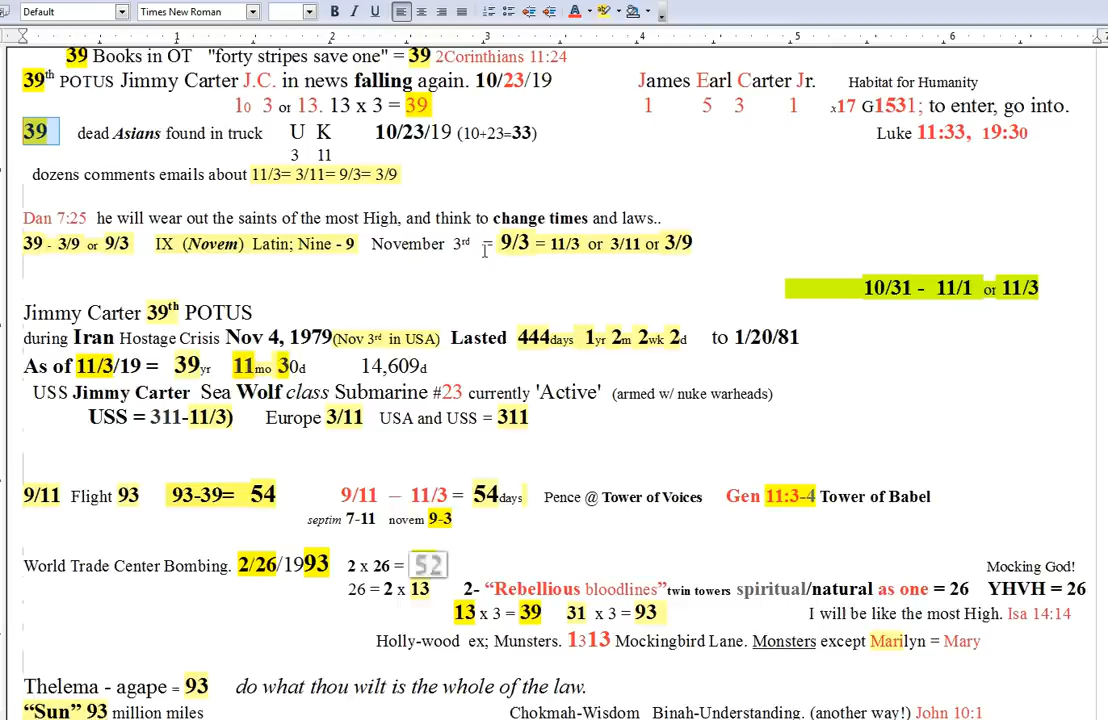 Default Times New Roman B I U A
1 2 3 4 5 6 7
39 Books in OT "forty stripes save one" = 39 2Corinthians 11:24
39th POTUS Jimmy Carter J.C. in news falling again. 10/23/19 James Earl Carter Jr. Habitat for Humanity
10 3 or 13. 13 x 3 = 39 1 5 3 1 x17 G1531; to enter, go into.
39 dead Asians found in truck U K 10/23/19 (10+23=33) Luke 11:33, 19:30
3 11
dozens comments emails about 11/3= 3/11= 9/3= 3/9
Dan 7:25 he will wear out the saints of the most High, and think to change times and laws..
39 - 3/9 or 9/3 IX (Novem) Latin; Nine - 9 November 3rd = 9/3 = 11/3 or 3/11 or 3/9
10/31 - 11/1 or 11/3
Jimmy Carter 39th POTUS
during Iran Hostage Crisis Nov 4, 1979(Nov 3rd in USA) Lasted 444days 1yr 2m 2wk 2d to 1/20/81
As of 11/3/19 = 39yr 11mo 30d 14,609d
USS Jimmy Carter Sea Wolf class Submarine #23 currently 'Active' (armed w/ nuke warheads)
USS = 311-11/3) Europe 3/11 USA and USS = 311
9/11 Flight 93 93-39= 54 9/11 – 11/3 = 54days Pence @ Tower of Voices Gen 11:3-4 Tower of Babel
septim 7-11 novem 9-3
World Trade Center Bombing. 2/26/1993 2 x 26 = 52 Mocking God!
26 = 2 x 13 2- “Rebellious bloodlines”twin towers spiritual/natural as one = 26 YHVH = 26
13 x 3 = 39 31 x 3 = 93 I will be like the most High. Isa 14:14
Holly-wood ex; Munsters. 1313 Mockingbird Lane. Monsters except Marilyn = Mary
Thelema - agape = 93 do what thou wilt is the whole of the law.
“Sun” 93 million miles Chokmah-Wisdom Binah-Understanding. (another way!) John 10:1